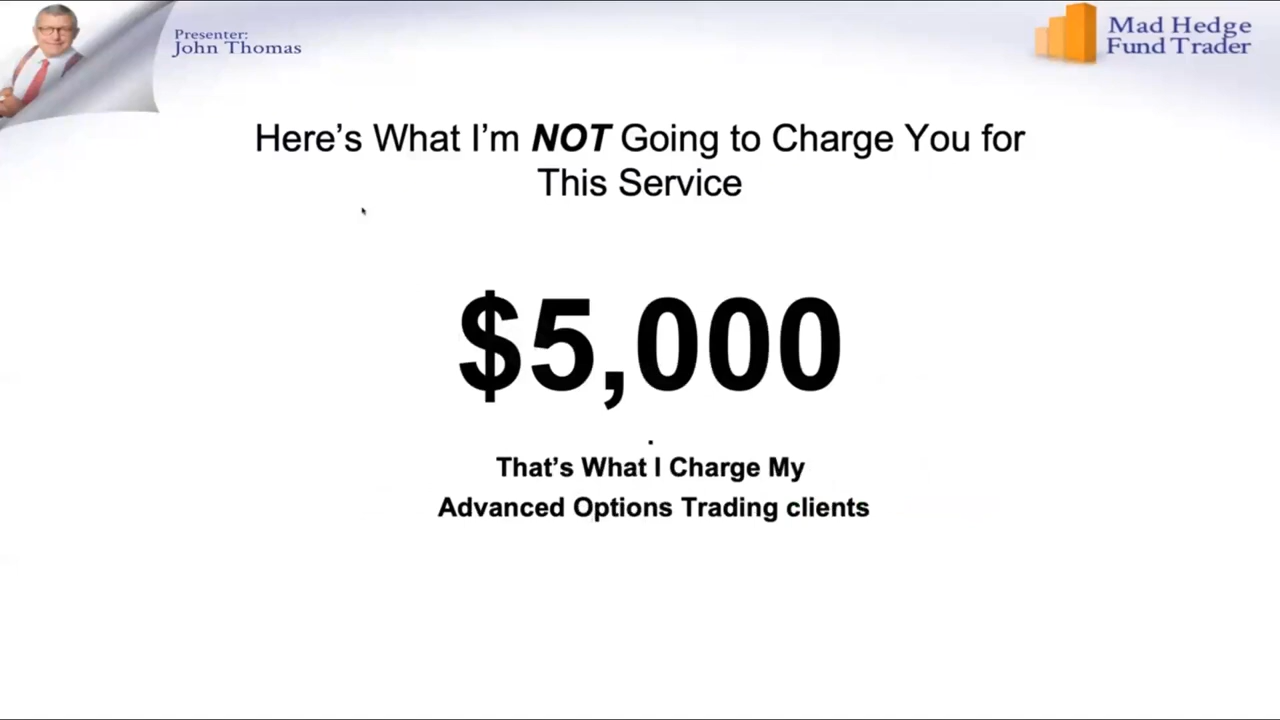 Presenter:
John Thomas
Mad Hedge
Fund Trader
Here's What I'm NOT Going to Charge You for
This Service
$5,000
.
That's What I Charge My
Advanced Options Trading clients